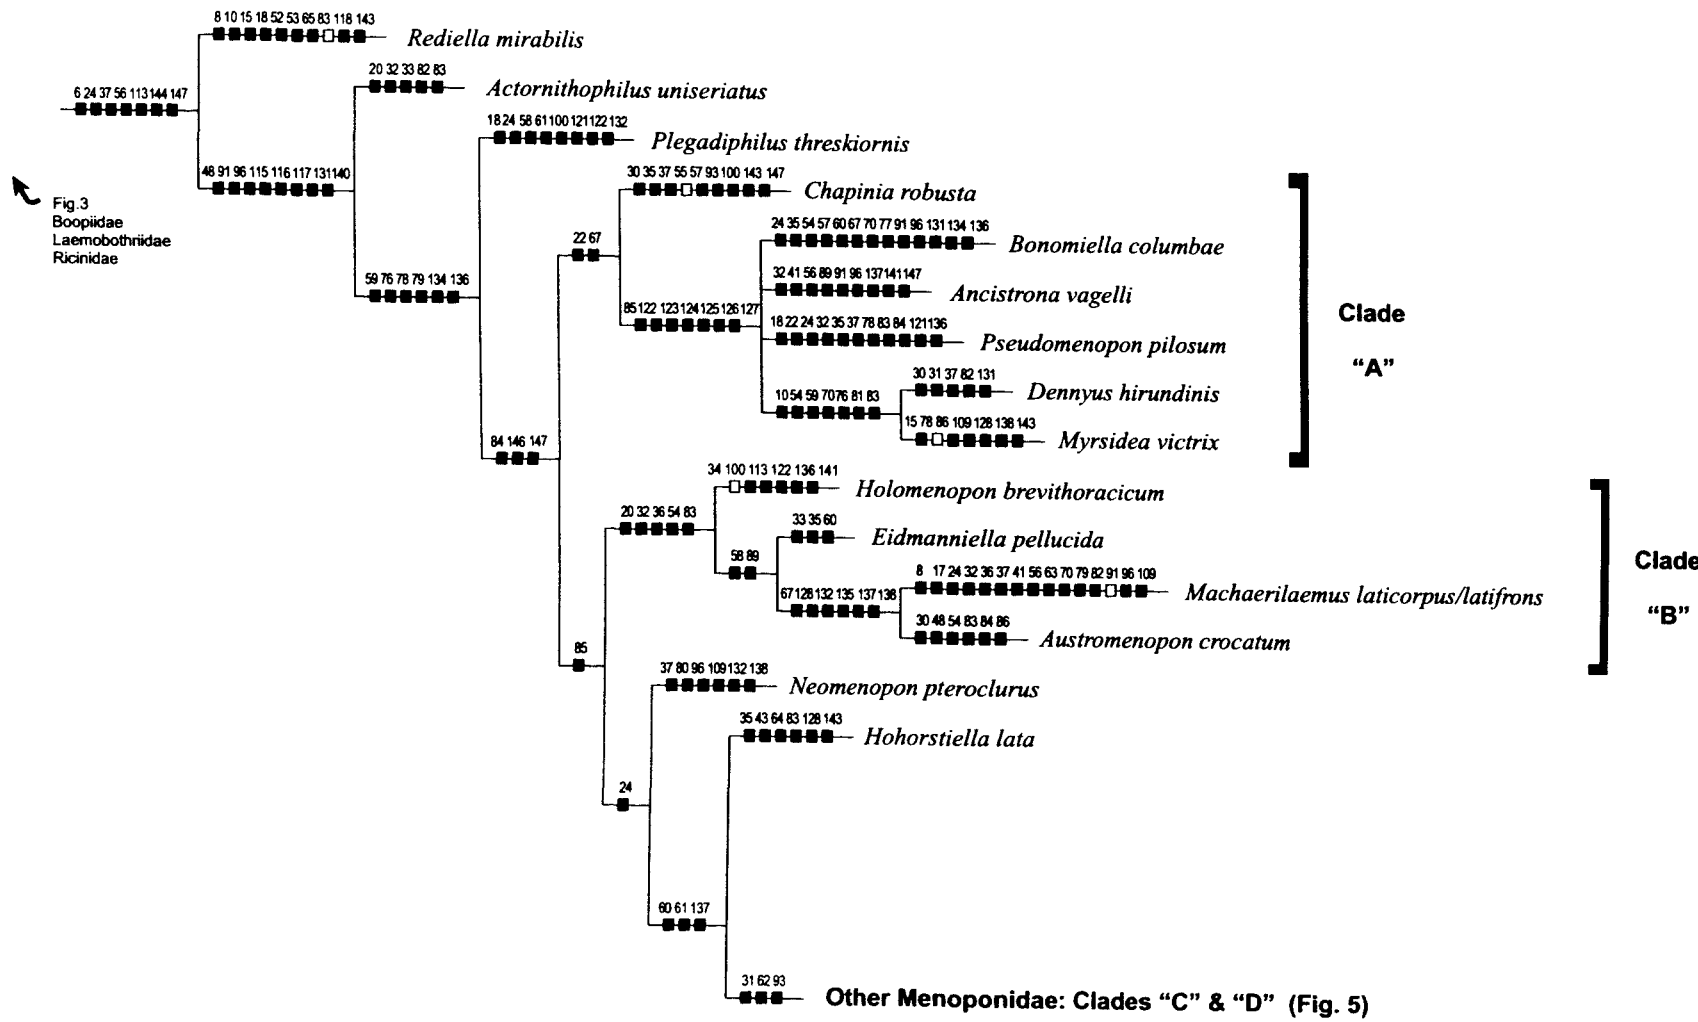 8 10 15 18 52 53 65 83 118 143
Rediella mirabilis
20 32 33 82 83
Actornithophilus uniseriatus
6 24 37 56 113 144 147
18 24 58 61 100 121 122 132
Plegadiphilus threskiornis
48 91 96 115 116 117 131 140
30 35 37 55 57 93 100 143 147
Chapinia robusta
Fig.3
Boopiidae
Laemobothriidae
Ricinidae
22 67
24 35 54 57 60 67 70 77 91 96 131 134 136
Bonomiella columbae
59 76 78 79 134 136
32 41 56 89 91 96 137 141 147
Ancistrona vagelli
85 122 123 124 125 126 127
18 22 24 32 35 37 78 83 84 121 136
Pseudomenopon pilosum
Clade
"A"
30 31 37 82 131
Dennyus hirundinis
10 54 59 70 76 81 83
15 78 86 109 128 138 143
Myrsidea victrix
84 146 147
34 100 113 122 136 141
Holomenopon brevithoracicum
20 32 36 54 83
33 35 60
Eidmanniella pellucida
58 89
8 17 24 32 36 37 41 56 63 70 79 82 91 96 109
Machaerilaemus laticorpus/latifrons
67 128 132 135 137 138
30 48 54 83 84 86
Austromenopon crocatum
Clade
"B"
85
37 80 96 109 132 138
Neomenopon pteroclurus
35 43 64 83 128 143
Hohorstiella lata
24
60 61 137
31 62 93
Other Menoponidae: Clades "C" & "D" (Fig. 5)